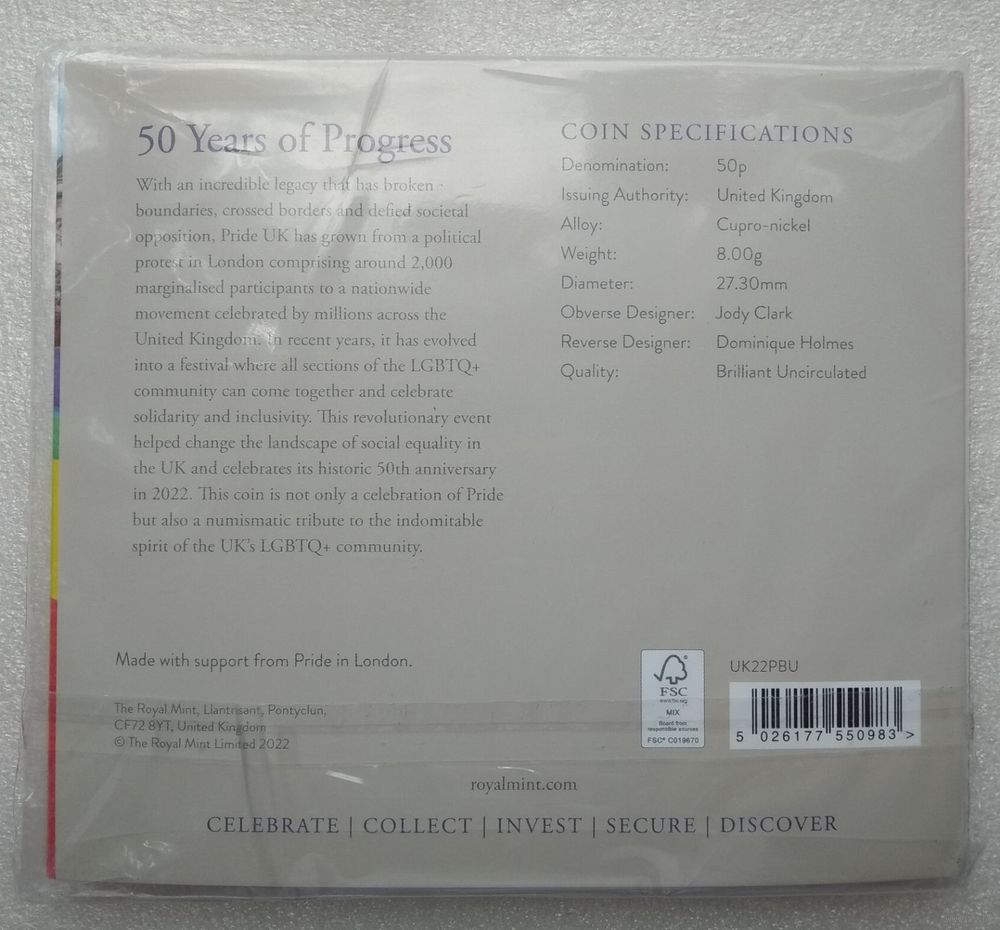 50 Years of Progress
With an incredible legacy that has broken
boundaries, crossed borders and defied societal
opposition, Pride UK has grown from a political
protest in London comprising around 2,000
marginalised participants to a nationwide
movement celebrated by millions across the
United Kingdom. In recent years, it has evolved
into a festival where all sections of the LGBTQ+
community can come together and celebrate
solidarity and inclusivity. This revolutionary event
helped change the landscape of social equality in
the UK and celebrates its historic 50th anniversary
in 2022. This coin is not only a celebration of Pride
but also a numismatic tribute to the indomitable
spirit of the UK's LGBTQ+ community.
COIN SPECIFICATIONS
Denomination: 50p
Issuing Authority: United Kingdom
Alloy: Cupro-nickel
Weight: 8.00g
Diameter: 27.30mm
Obverse Designer: Jody Clark
Reverse Designer: Dominique Holmes
Quality: Brilliant Uncirculated
Made with support from Pride in London.
The Royal Mint, Llantrisant, Pontyclun,
CF72 8YT, United Kingdom
© The Royal Mint Limited 2022
FSC
www.fsc.org
MIX
Board from
responsible sources
FSC® C019670
UK22PBU
5 026177 550983 >
royalmint.com
CELEBRATE | COLLECT | INVEST | SECURE | DISCOVER